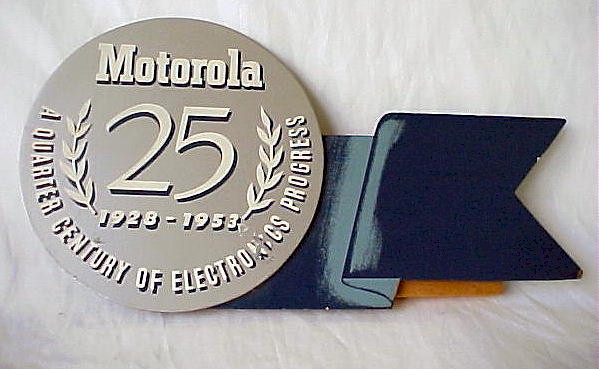 Motorola
25
1928-1953
A QUARTER CENTURY OF ELECTRONICS PROGRESS